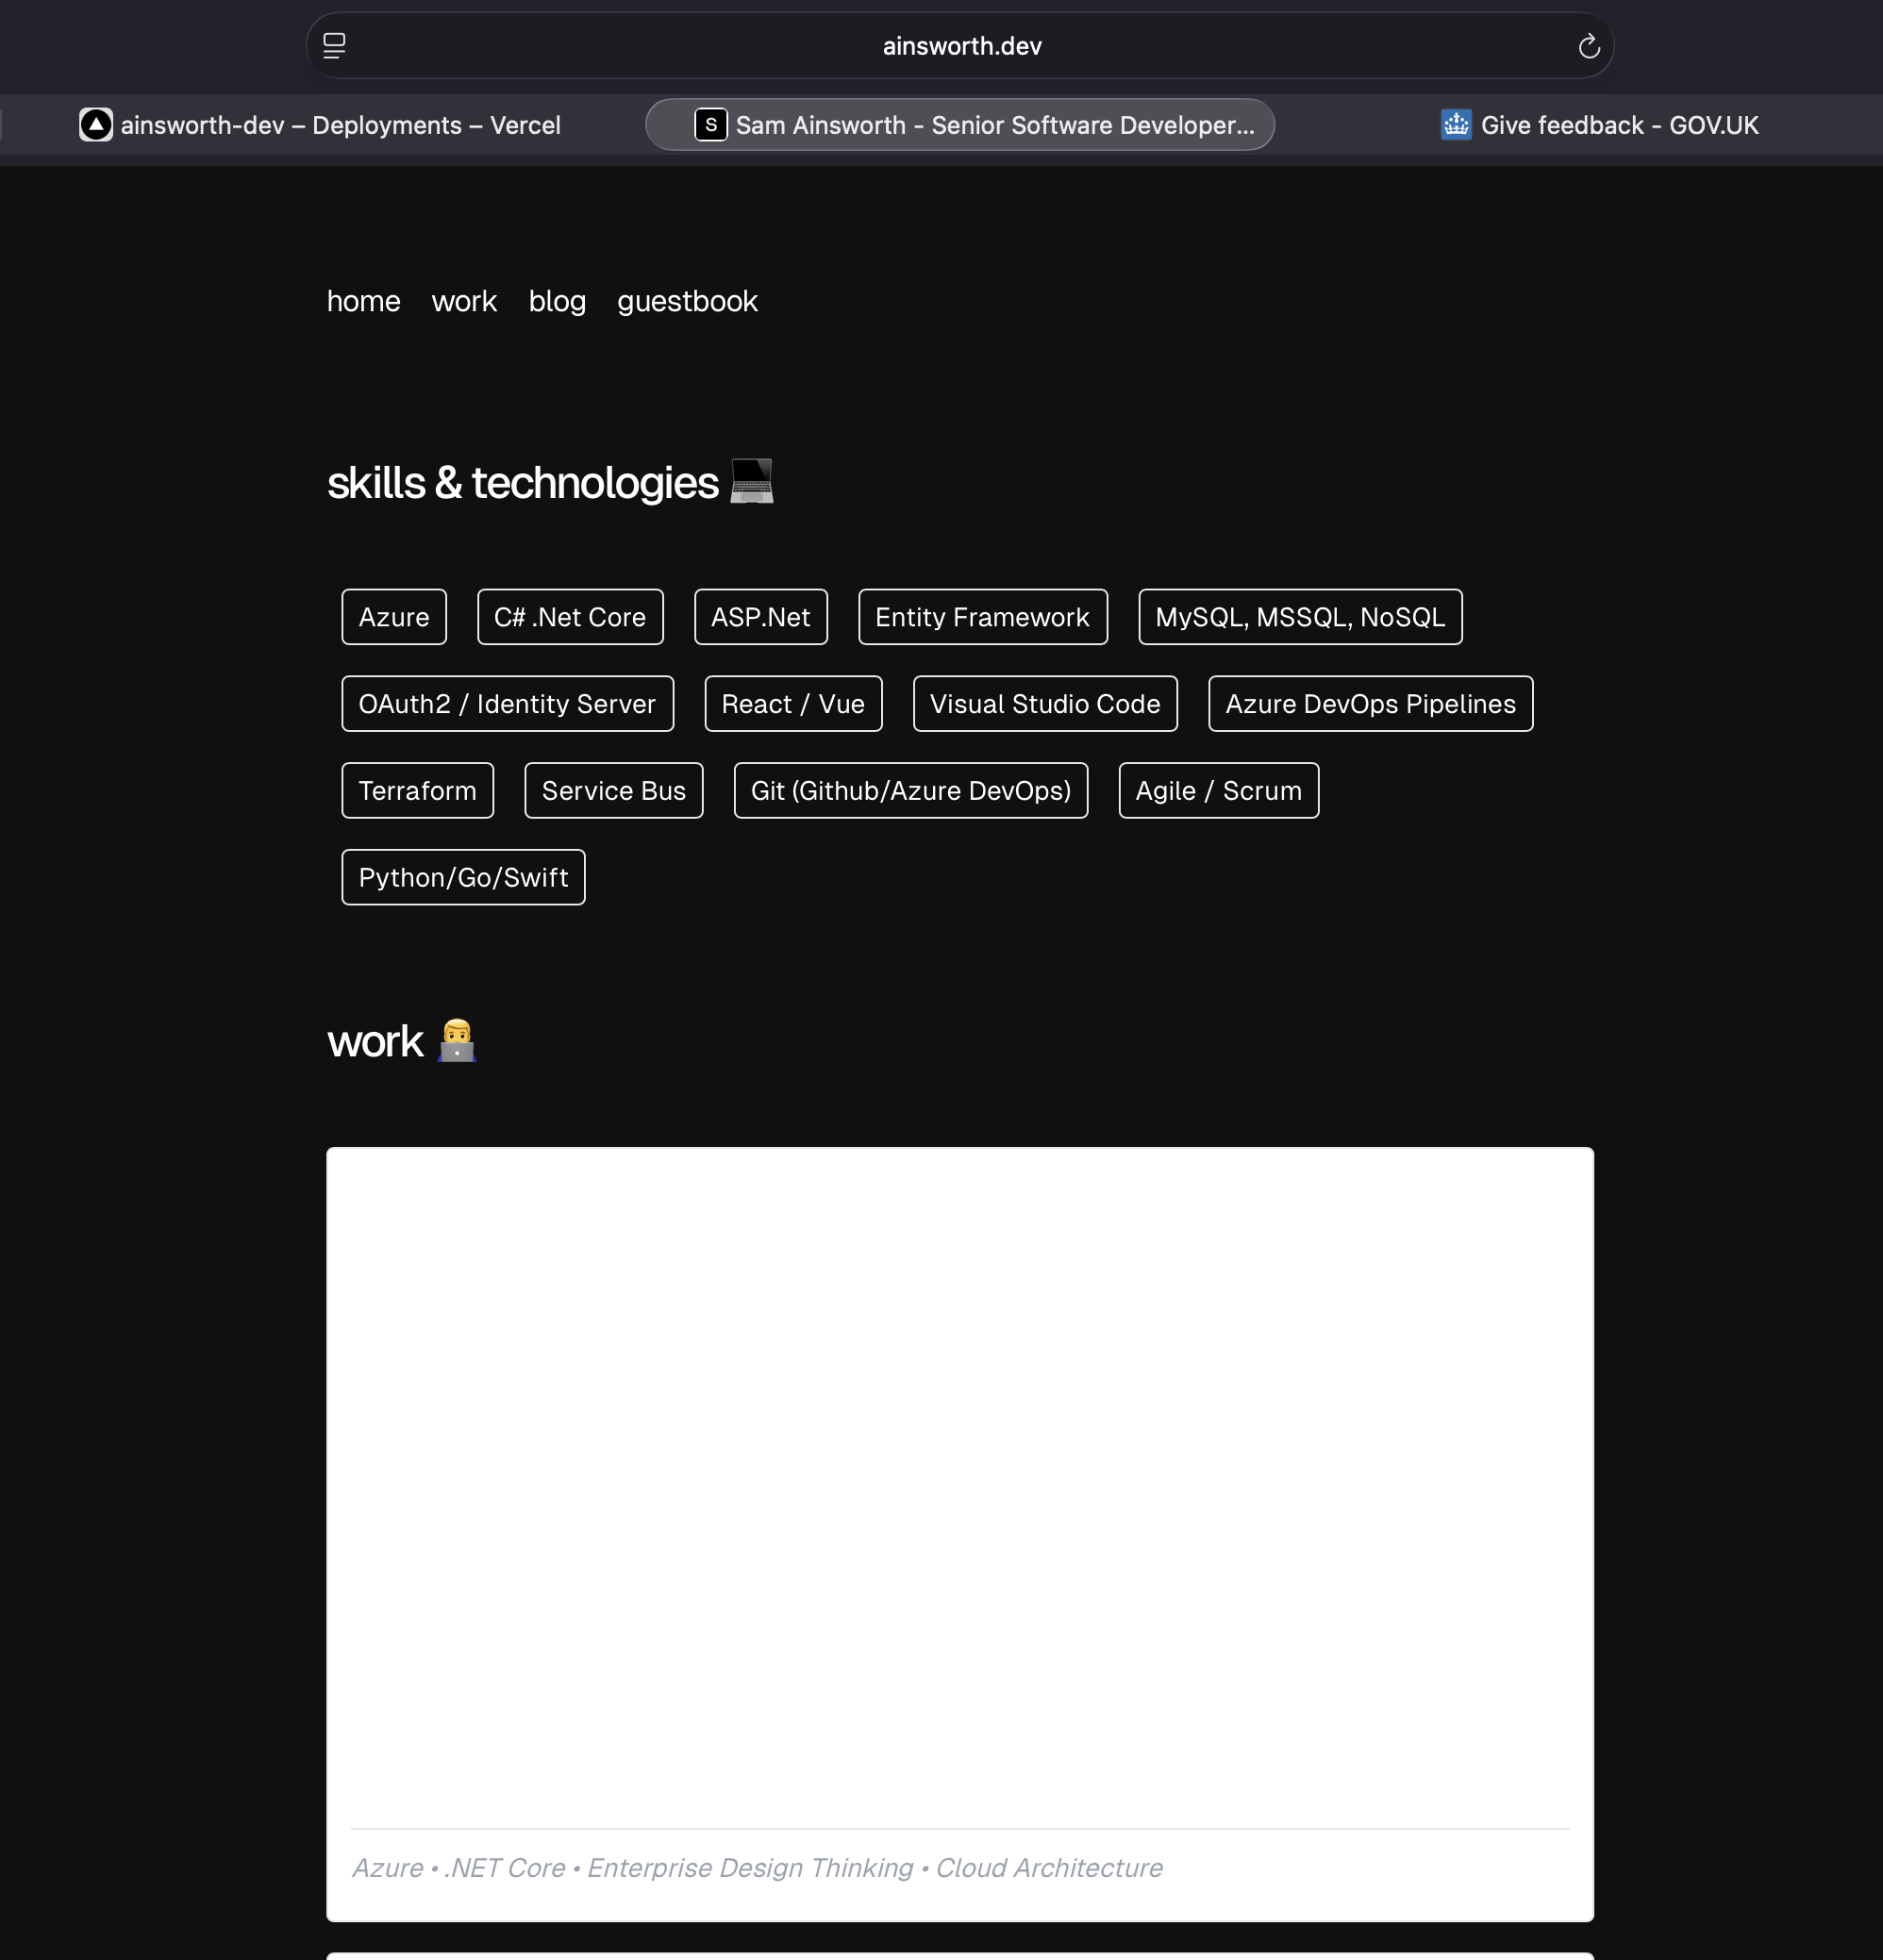 ainsworth.dev
ainsworth-dev – Deployments – Vercel
S Sam Ainsworth - Senior Software Developer...
Give feedback - GOV.UK
home work blog guestbook
skills & technologies
Azure C# .Net Core ASP.Net Entity Framework MySQL, MSSQL, NoSQL
OAuth2 / Identity Server React / Vue Visual Studio Code Azure DevOps Pipelines
Terraform Service Bus Git (Github/Azure DevOps) Agile / Scrum
Python/Go/Swift
work
Azure • .NET Core • Enterprise Design Thinking • Cloud Architecture